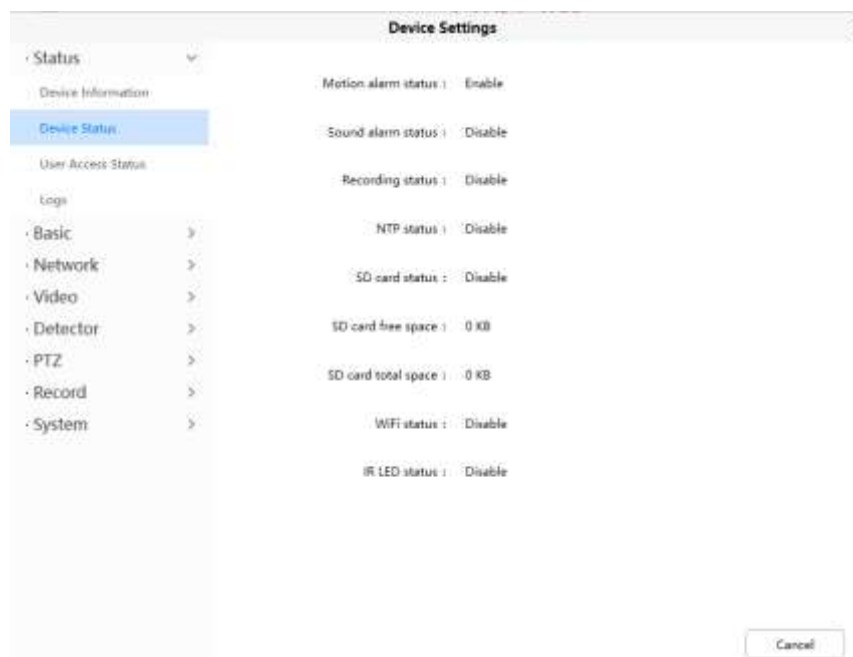 Device Settings
· Status
Device Information
Device Status
User Access Status
Logs
· Basic
· Network
· Video
· Detector
· PTZ
· Record
· System
Motion alarm status : Enable
Sound alarm status : Disable
Recording status : Disable
NTP status : Disable
SD card status : Disable
SD card free space : 0 KB
SD card total space : 0 KB
WiFi status : Disable
IR LED status : Disable
Cancel